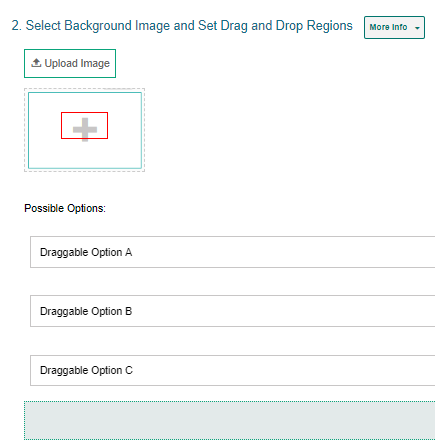 2. Select Background Image and Set Drag and Drop Regions More Info
Upload Image
Possible Options:
Draggable Option A
Draggable Option B
Draggable Option C